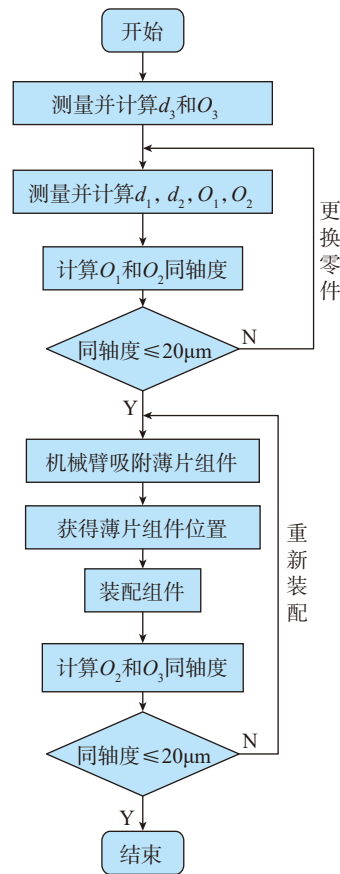 开始
测量并计算d₃和O₃
测量并计算d₁, d₂, O₁, O₂
更换零件
计算O₁和O₂同轴度
同轴度≤20μm
N
Y
机械臂吸附薄片组件
获得薄片组件位置
重新装配
装配组件
计算O₂和O₃同轴度
同轴度≤20μm
N
Y
结束